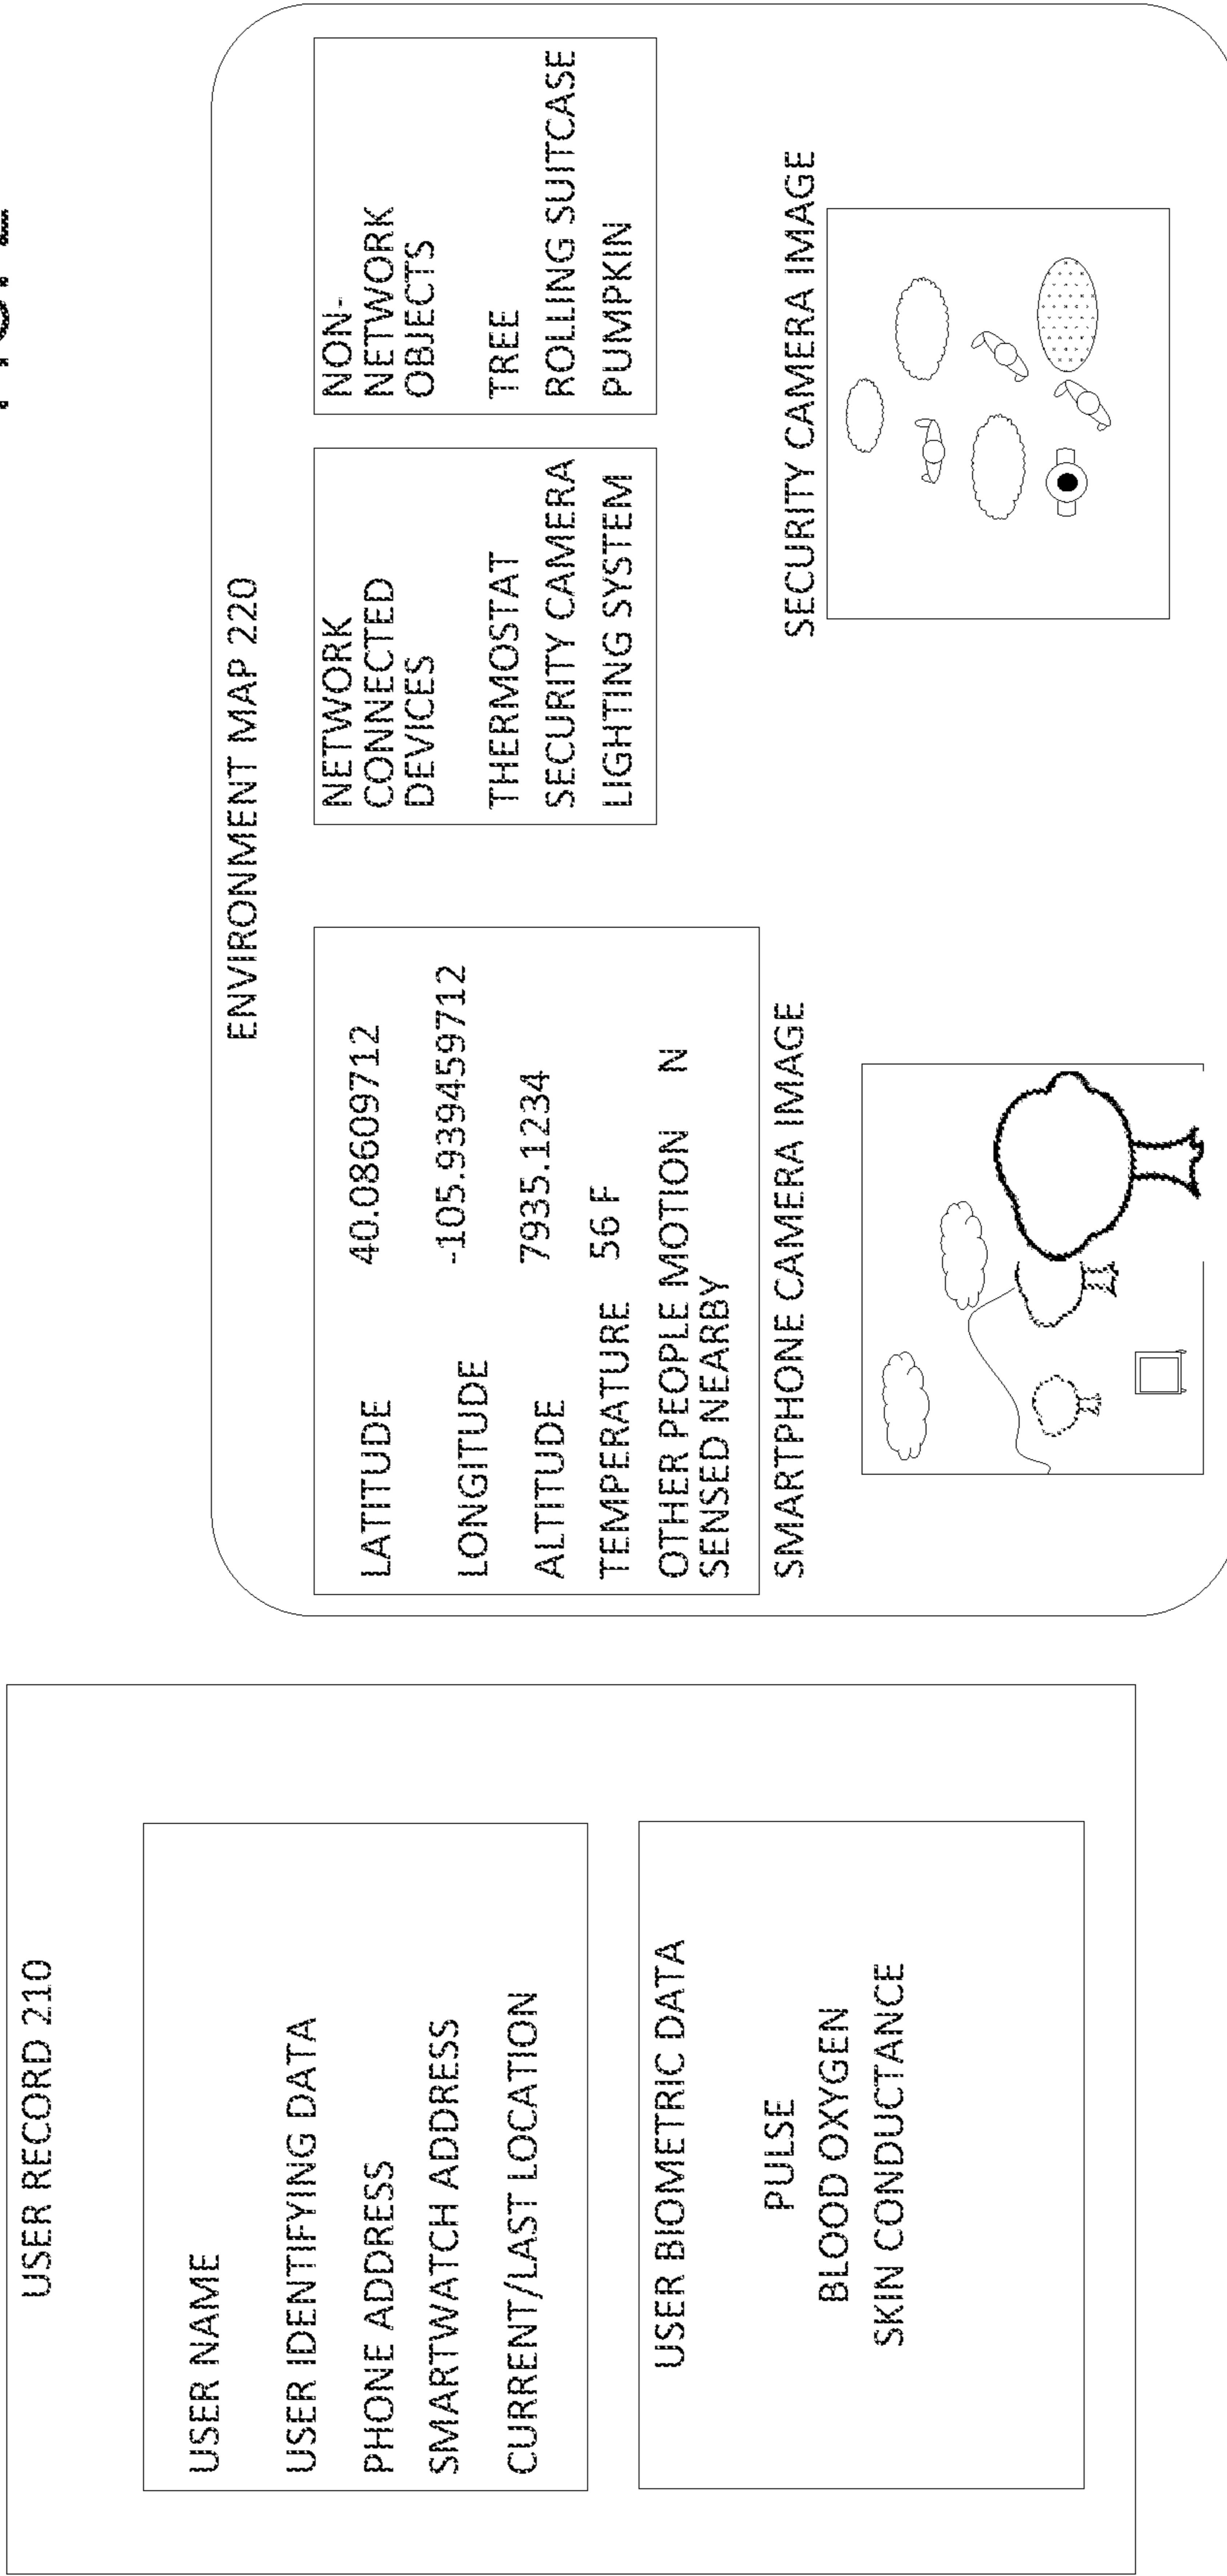 USER RECORD 210
USER NAME
USER IDENTIFYING DATA
PHONE ADDRESS
SMARTWATCH ADDRESS
CURRENT/LAST LOCATION
USER BIOMETRIC DATA
PULSE
BLOOD OXYGEN
SKIN CONDUCTANCE
ENVIRONMENT MAP 220
LATITUDE 40.08609712
LONGITUDE -105.939459712
ALTITUDE 7935.1234
TEMPERATURE 56 F
OTHER PEOPLE MOTION N
SENSED NEARBY
NETWORK
CONNECTED
DEVICES
THERMOSTAT
SECURITY CAMERA
LIGHTING SYSTEM
NON-
NETWORK
OBJECTS
TREE
ROLLING SUITCASE
PUMPKIN
SMARTPHONE CAMERA IMAGE
SECURITY CAMERA IMAGE